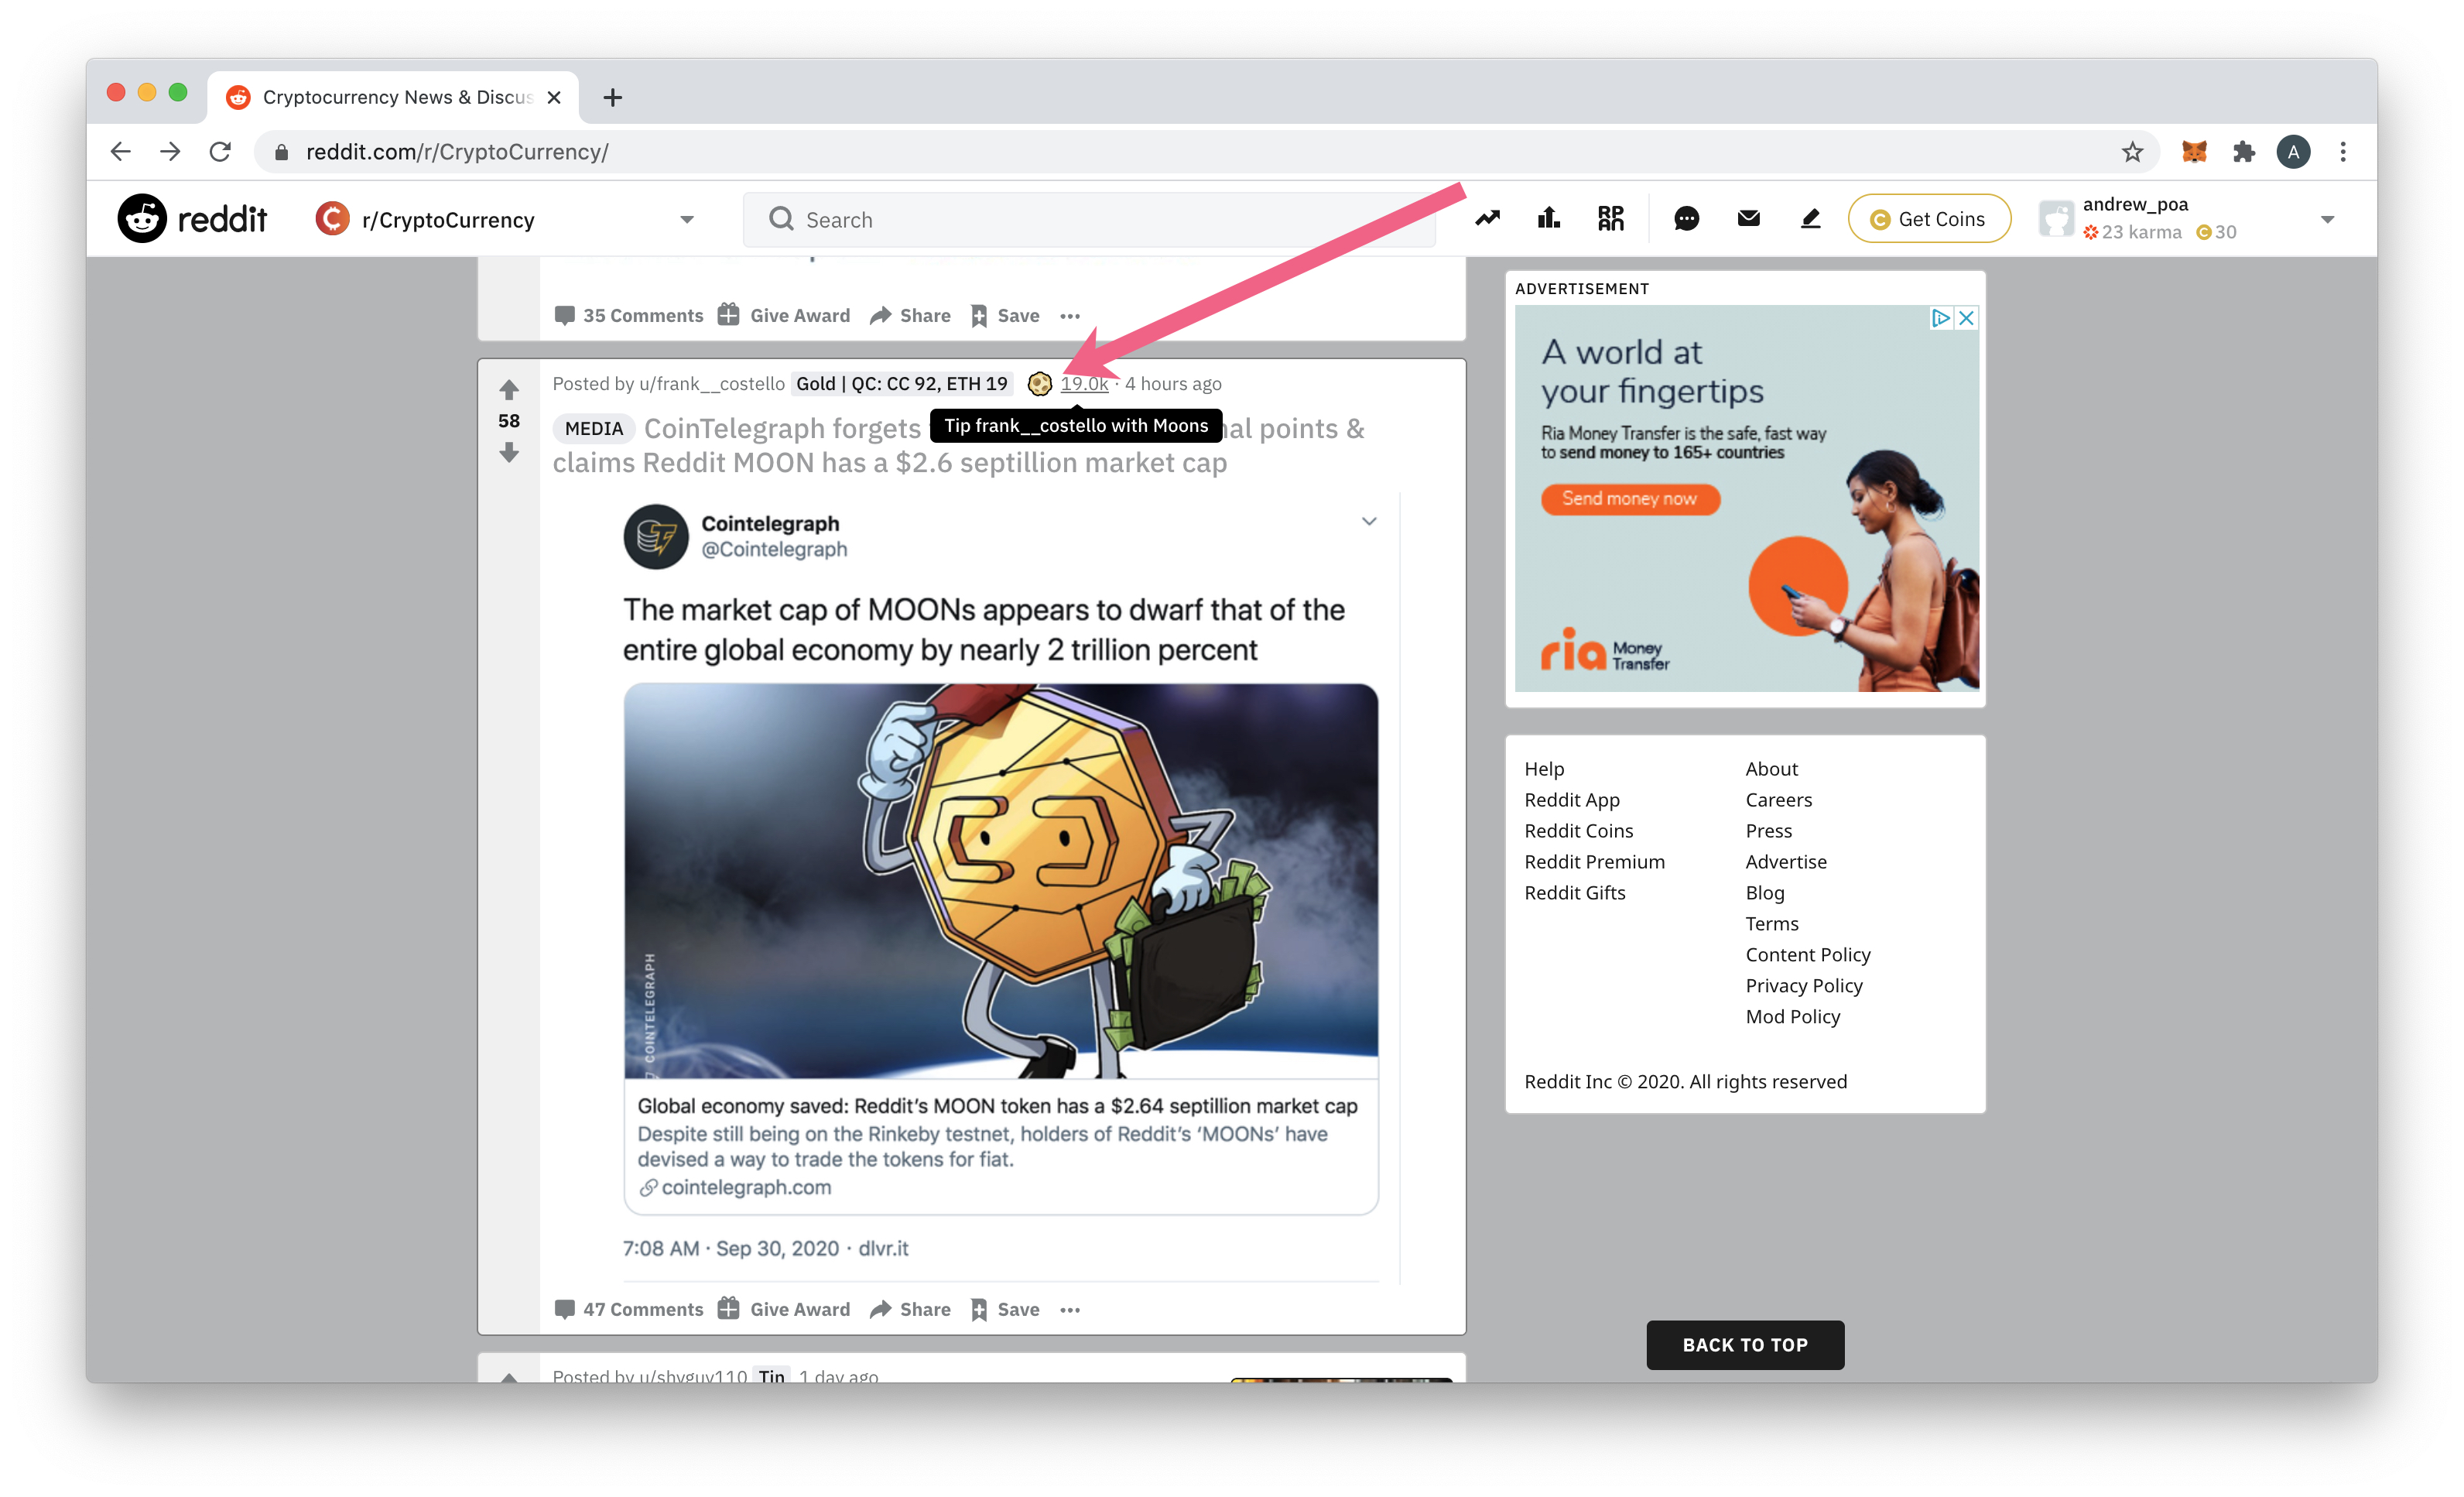 Cryptocurrency News & Discus
reddit.com/r/CryptoCurrency/
A
reddit
r/CryptoCurrency
Search
RPAN
Get Coins
andrew_poa
23 karma
30
35 Comments
Give Award
Share
Save
Posted by u/frank__costello Gold | QC: CC 92, ETH 19 19.0k · 4 hours ago
Tip frank__costello with Moons
58
MEDIA CoinTelegraph forgets points &
claims Reddit MOON has a $2.6 septillion market cap
Cointelegraph
@Cointelegraph
The market cap of MOONs appears to dwarf that of the
entire global economy by nearly 2 trillion percent
COINTELEGRAPH
Global economy saved: Reddit's MOON token has a $2.64 septillion market cap
Despite still being on the Rinkeby testnet, holders of Reddit's 'MOONs' have
devised a way to trade the tokens for fiat.
cointelegraph.com
7:08 AM · Sep 30, 2020 · dlvr.it
47 Comments
Give Award
Share
Save
Posted by u/shyguy110 Tin 1 day ago
ADVERTISEMENT
A world at
your fingertips
Ria Money Transfer is the safe, fast way
to send money to 165+ countries
Send money now
ria Money
Transfer
Help
Reddit App
Reddit Coins
Reddit Premium
Reddit Gifts
About
Careers
Press
Advertise
Blog
Terms
Content Policy
Privacy Policy
Mod Policy
Reddit Inc © 2020. All rights reserved
BACK TO TOP